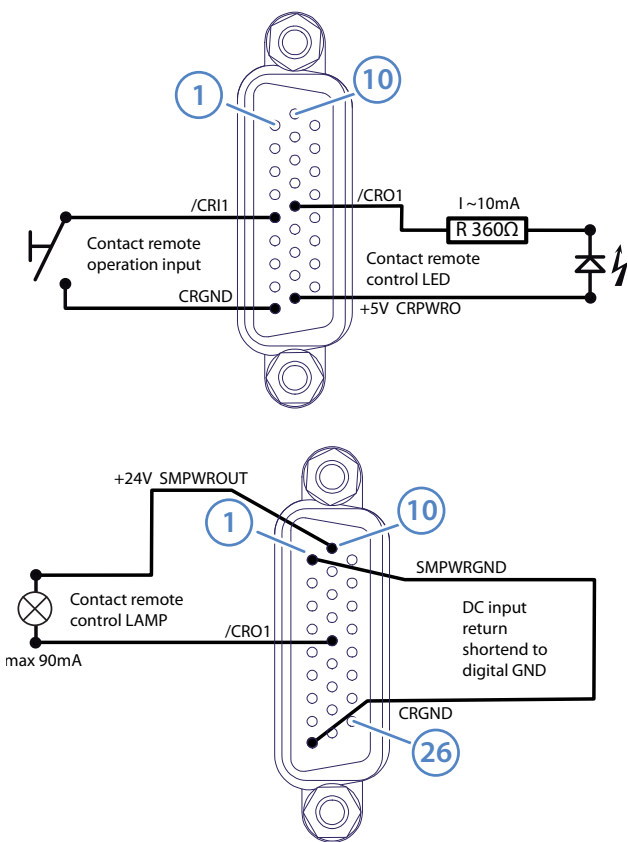 1
10
/CRI1
/CRO1
I ~10mA
R 360Ω
Contact remote
operation input
Contact remote
control LED
CRGND
+5V CRPWRO
+24V SMPWROUT
1
10
SMPWRGND
Contact remote
control LAMP
/CRO1
max 90mA
DC input
return
shortend to
digital GND
CRGND
26